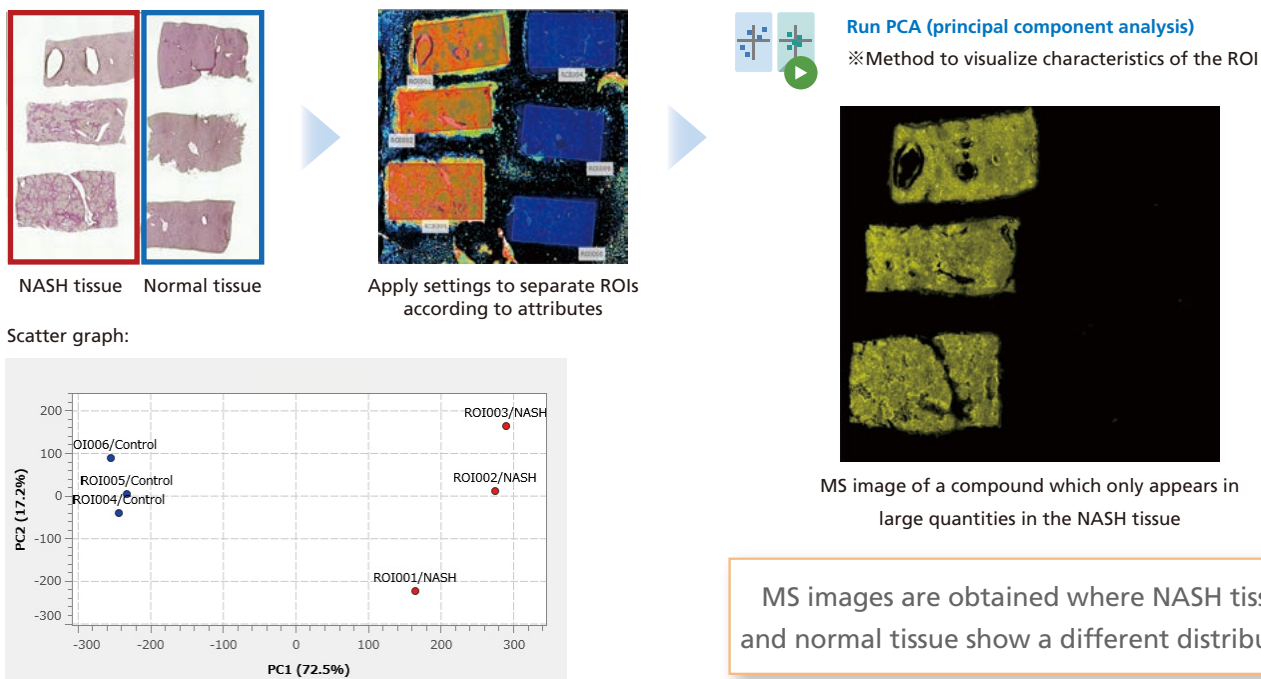 NASH tissue
Normal tissue
ROI004
ROI002
ROI005
ROI006
Apply settings to separate ROIs
according to attributes
Run PCA (principal component analysis)
※Method to visualize characteristics of the ROI
MS image of a compound which only appears in
large quantities in the NASH tissue
Scatter graph:
200
100
0
-100
-200
-300
PC2 (17.2%)
ROI003/NASH
OI006/Control
ROI005/Control
ROI002/NASH
ROI004/Control
ROI001/NASH
-300
-200
-100
0
100
200
300
PC1 (72.5%)
MS images are obtained where NASH tiss
and normal tissue show a different distribu